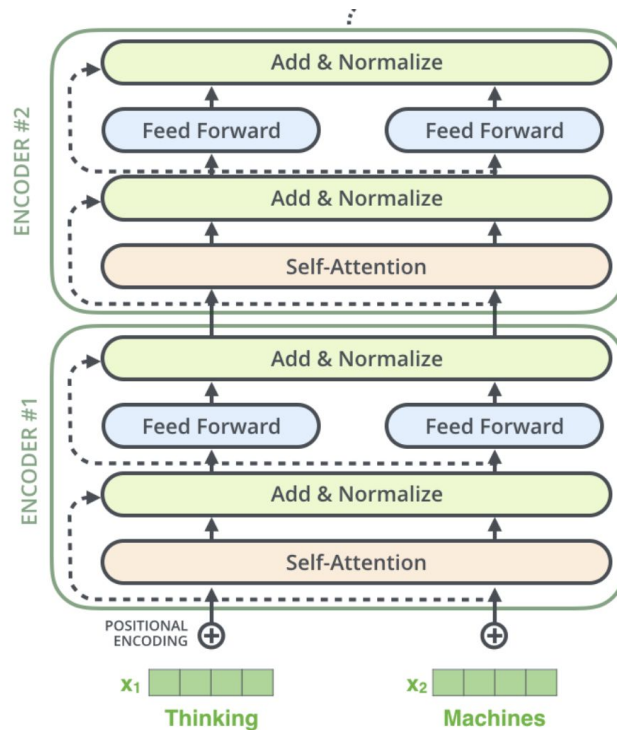 ENCODER #2
Add & Normalize
Feed Forward Feed Forward
Add & Normalize
Self-Attention
ENCODER #1
Add & Normalize
Feed Forward Feed Forward
Add & Normalize
Self-Attention
POSITIONAL
ENCODING
x₁ x₂
Thinking Machines